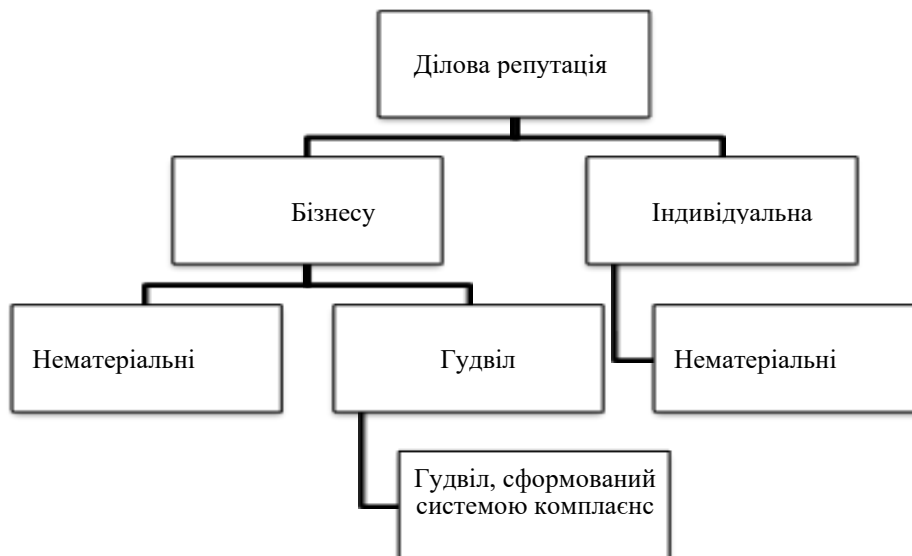 Ділова репутація
Бізнесу
Індивідуальна
Нематеріальні
Гудвіл
Нематеріальні
Гудвіл, сформований
системою комплаєнс